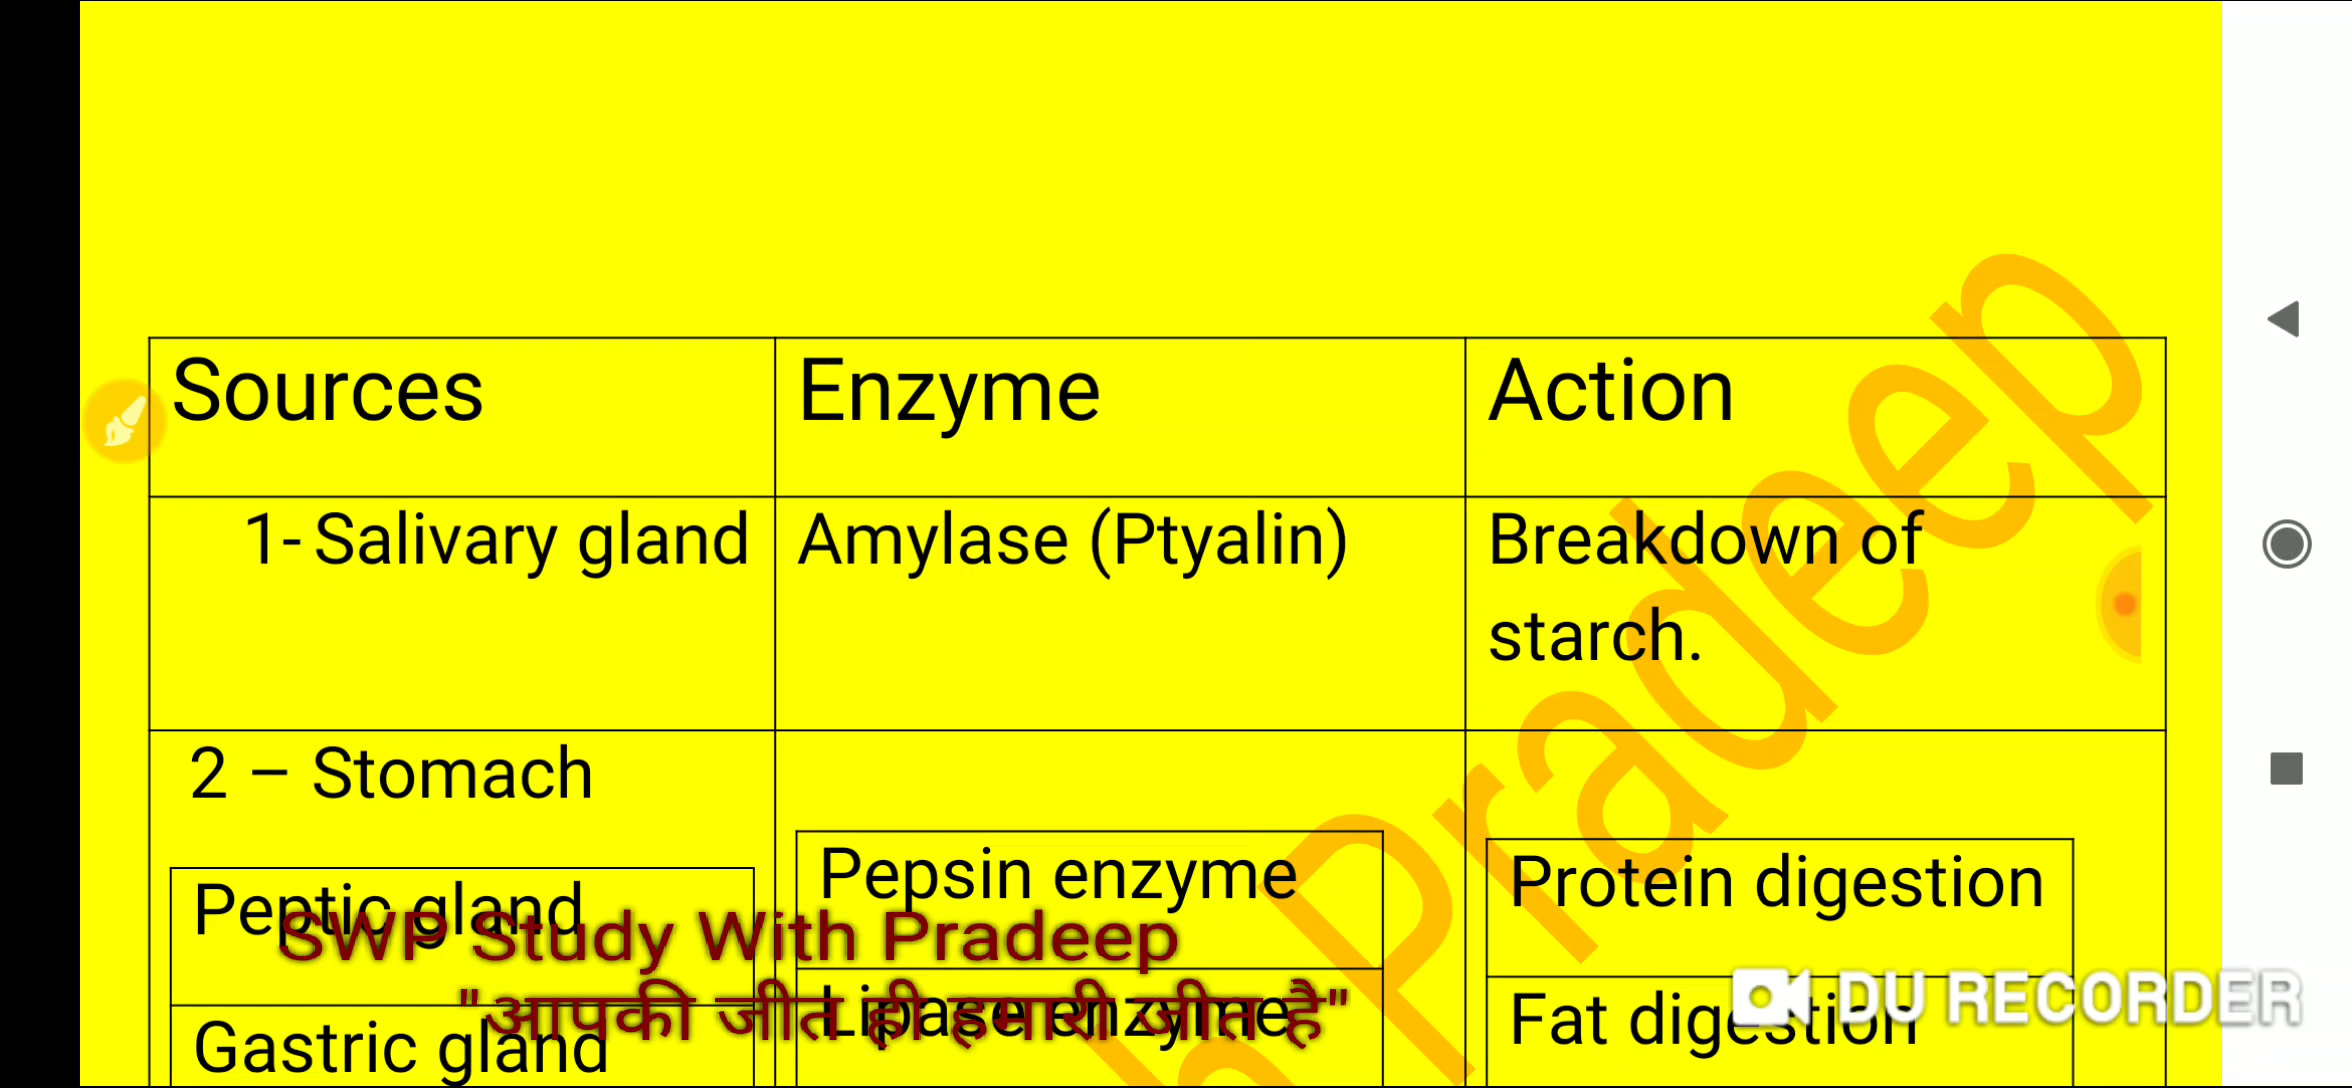 Sources
Enzyme
Action
1- Salivary gland
Amylase (Ptyalin)
Breakdown of
starch.
2 – Stomach
Peptic gland
Pepsin enzyme
Protein digestion
Gastric gland
Lipase enzyme
Fat digestion
SWP Study With Pradeep
"आपकी जीत ही हमारी जीत है"
DU RECORDER
Pradeep